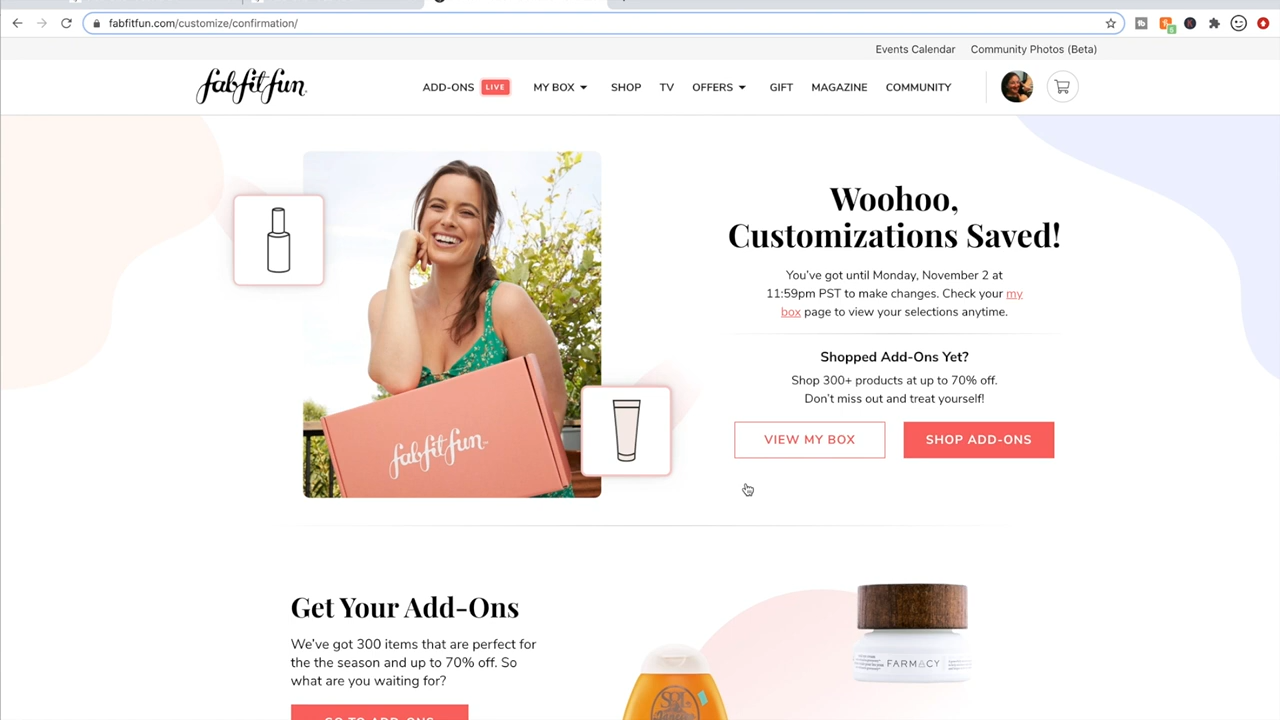 fabfitfun.com/customize/confirmation/
Events Calendar Community Photos (Beta)
fabfitfun ADD-ONS LIVE MY BOX SHOP TV OFFERS GIFT MAGAZINE COMMUNITY
Woohoo,
Customizations Saved!
You've got until Monday, November 2 at
11:59pm PST to make changes. Check your my
box page to view your selections anytime.
Shopped Add-Ons Yet?
Shop 300+ products at up to 70% off.
Don't miss out and treat yourself!
VIEW MY BOX SHOP ADD-ONS
fabfitfun
Get Your Add-Ons
We've got 300 items that are perfect for
the the season and up to 70% off. So
what are you waiting for?
GO TO ADD-ONS
FARMACY
SOL